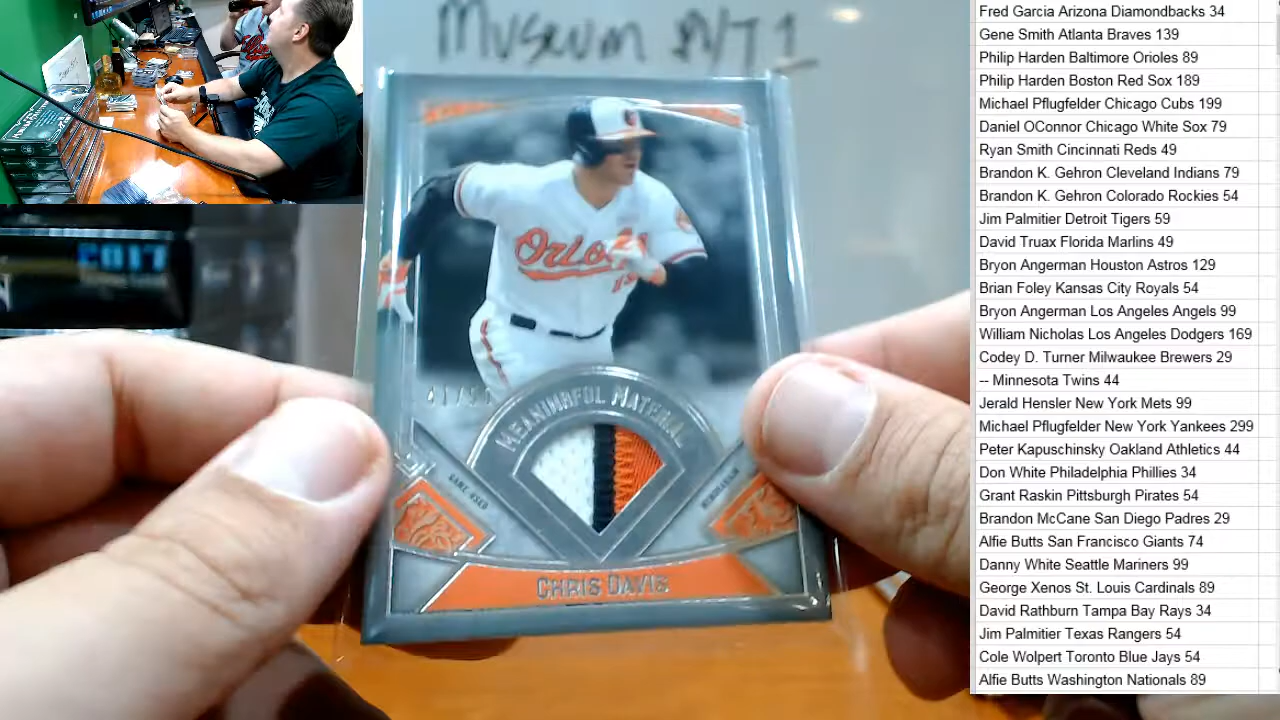 Museum
2017
Orioles
MEANINGFUL MATERIAL
GAME-USED
MEMORABILIA
CHRIS DAVIS
Fred Garcia Arizona Diamondbacks 34
Gene Smith Atlanta Braves 139
Philip Harden Baltimore Orioles 89
Philip Harden Boston Red Sox 189
Michael Pflugfelder Chicago Cubs 199
Daniel OConnor Chicago White Sox 79
Ryan Smith Cincinnati Reds 49
Brandon K. Gehron Cleveland Indians 79
Brandon K. Gehron Colorado Rockies 54
Jim Palmitier Detroit Tigers 59
David Truax Florida Marlins 49
Bryon Angerman Houston Astros 129
Brian Foley Kansas City Royals 54
Bryon Angerman Los Angeles Angels 99
William Nicholas Los Angeles Dodgers 169
Codey D. Turner Milwaukee Brewers 29
-- Minnesota Twins 44
Jerald Hensler New York Mets 99
Michael Pflugfelder New York Yankees 299
Peter Kapuschinsky Oakland Athletics 44
Don White Philadelphia Phillies 34
Grant Raskin Pittsburgh Pirates 54
Brandon McCane San Diego Padres 29
Alfie Butts San Francisco Giants 74
Danny White Seattle Mariners 99
George Xenos St. Louis Cardinals 89
David Rathburn Tampa Bay Rays 34
Jim Palmitier Texas Rangers 54
Cole Wolpert Toronto Blue Jays 54
Alfie Butts Washington Nationals 89